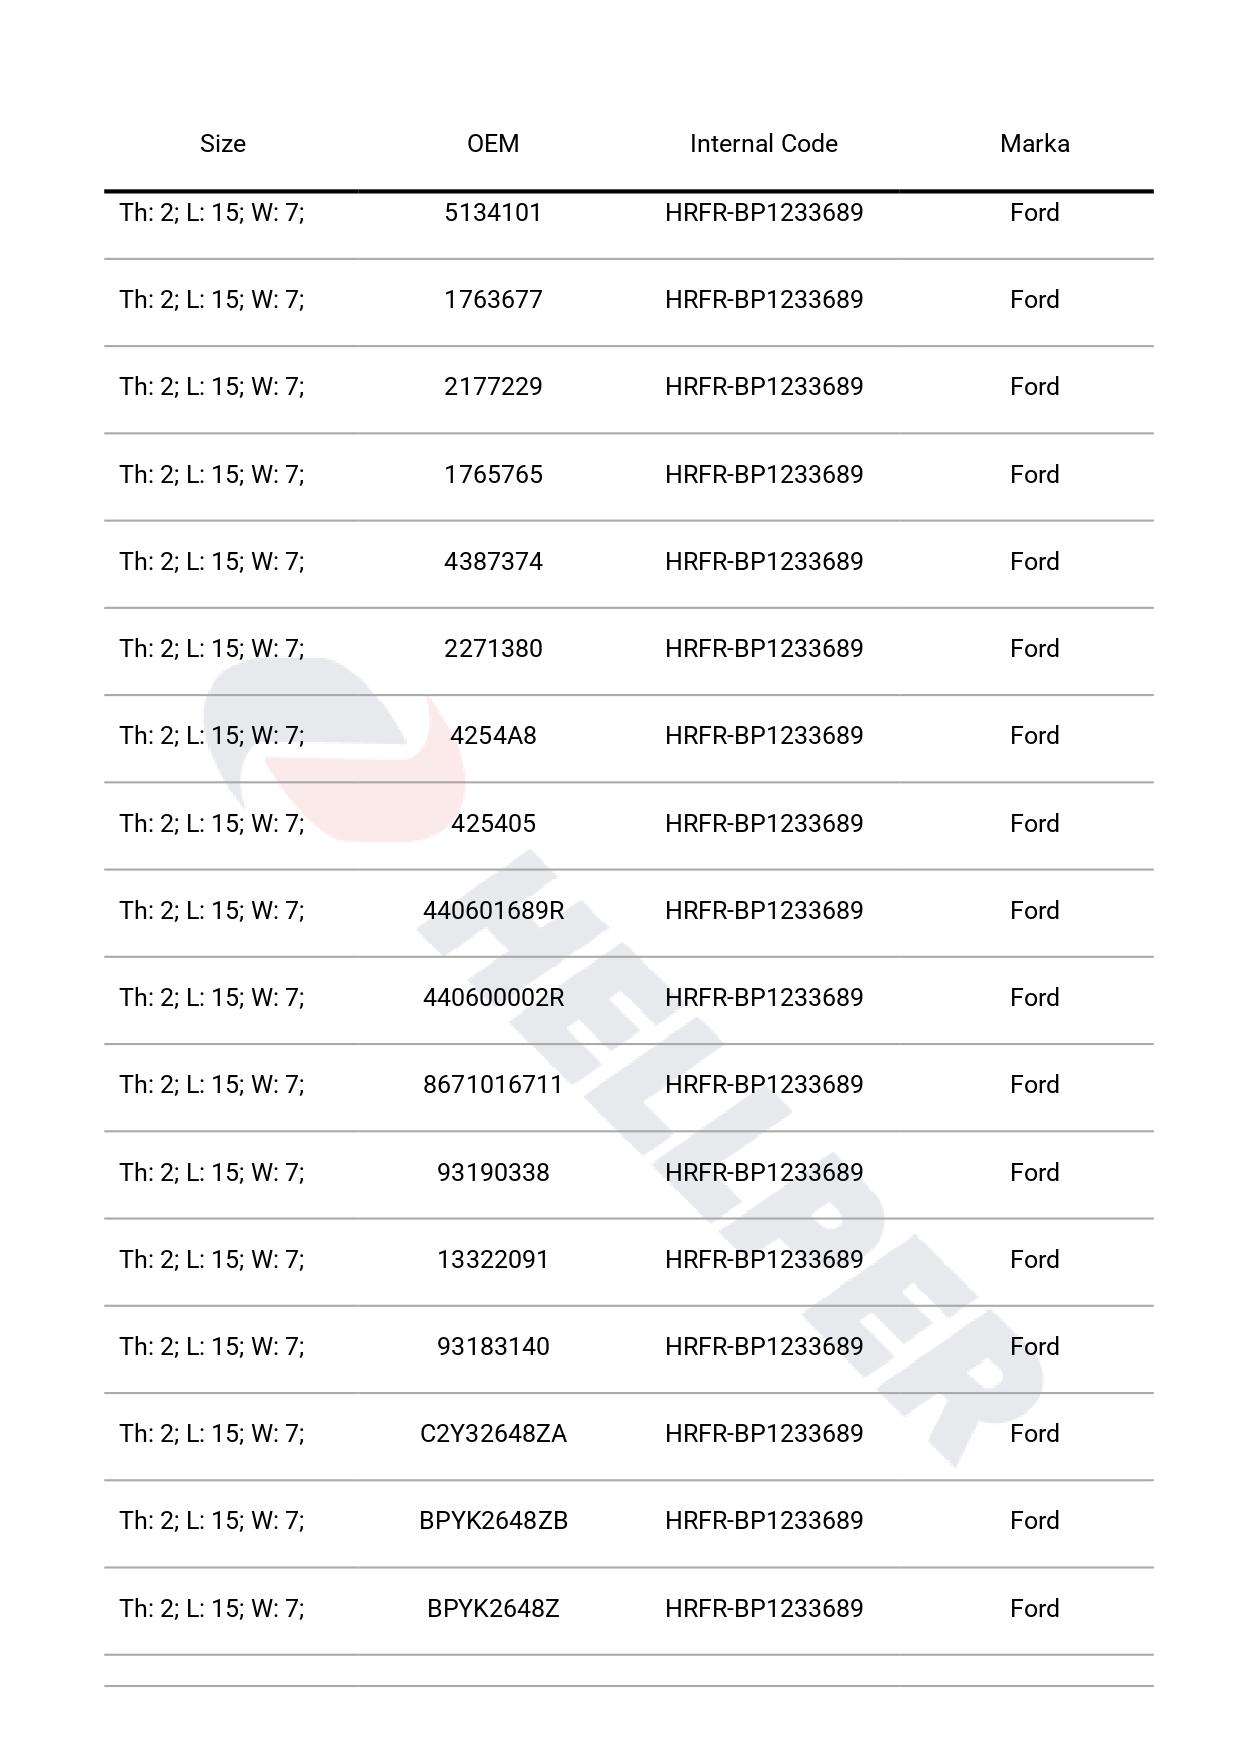 Size OEM Internal Code Marka
Th: 2; L: 15; W: 7; 5134101 HRFR-BP1233689 Ford
Th: 2; L: 15; W: 7; 1763677 HRFR-BP1233689 Ford
Th: 2; L: 15; W: 7; 2177229 HRFR-BP1233689 Ford
Th: 2; L: 15; W: 7; 1765765 HRFR-BP1233689 Ford
Th: 2; L: 15; W: 7; 4387374 HRFR-BP1233689 Ford
Th: 2; L: 15; W: 7; 2271380 HRFR-BP1233689 Ford
Th: 2; L: 15; W: 7; 4254A8 HRFR-BP1233689 Ford
Th: 2; L: 15; W: 7; 425405 HRFR-BP1233689 Ford
Th: 2; L: 15; W: 7; 440601689R HRFR-BP1233689 Ford
Th: 2; L: 15; W: 7; 440600002R HRFR-BP1233689 Ford
Th: 2; L: 15; W: 7; 8671016711 HRFR-BP1233689 Ford
Th: 2; L: 15; W: 7; 93190338 HRFR-BP1233689 Ford
Th: 2; L: 15; W: 7; 13322091 HRFR-BP1233689 Ford
Th: 2; L: 15; W: 7; 93183140 HRFR-BP1233689 Ford
Th: 2; L: 15; W: 7; C2Y32648ZA HRFR-BP1233689 Ford
Th: 2; L: 15; W: 7; BPYK2648ZB HRFR-BP1233689 Ford
Th: 2; L: 15; W: 7; BPYK2648Z HRFR-BP1233689 Ford
HELLPER